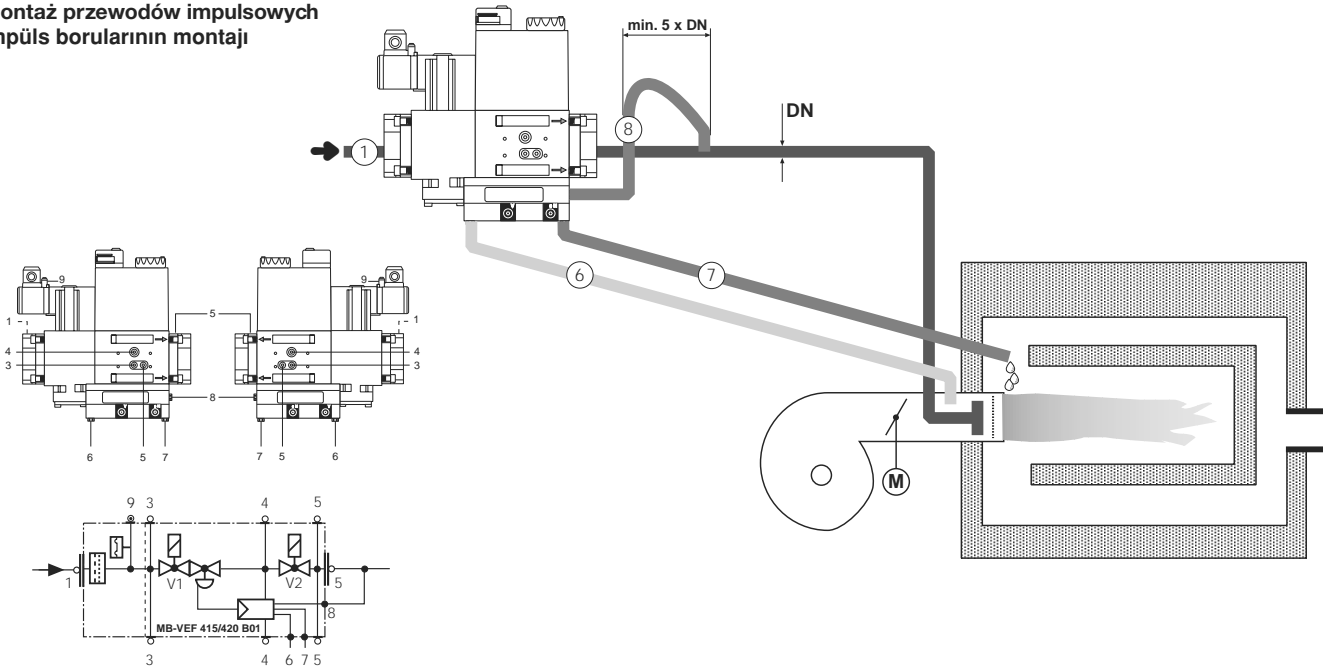 ontaż przewodów impulsowych
mpüls borularının montajı
min. 5 x DN
8
DN
1
6
7
M
9
9
1
5
1
4
3
4
3
8
6 5 7
7 5 6
9 3 4 5
1
V1
V2
5
8
MB-VEF 415/420 B01
3 4 6 7 5